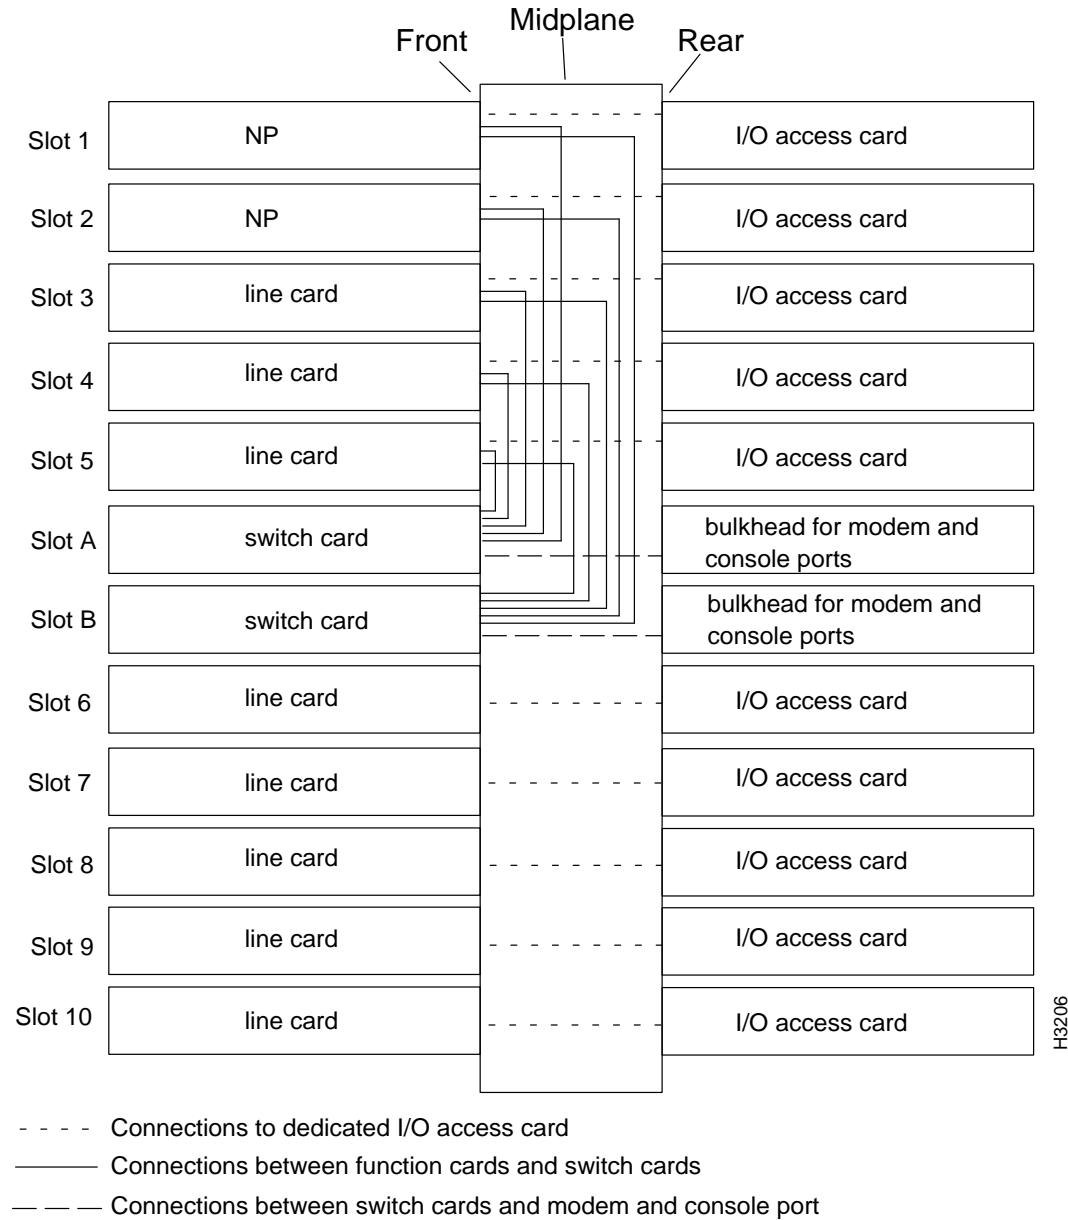 Midplane
Front
Rear
Slot 1
NP
I/O access card
Slot 2
NP
I/O access card
Slot 3
line card
I/O access card
Slot 4
line card
I/O access card
Slot 5
line card
I/O access card
Slot A
switch card
bulkhead for modem and
console ports
Slot B
switch card
bulkhead for modem and
console ports
Slot 6
line card
I/O access card
Slot 7
line card
I/O access card
Slot 8
line card
I/O access card
Slot 9
line card
I/O access card
Slot 10
line card
I/O access card
H3206
Connections to dedicated I/O access card
Connections between function cards and switch cards
Connections between switch cards and modem and console port